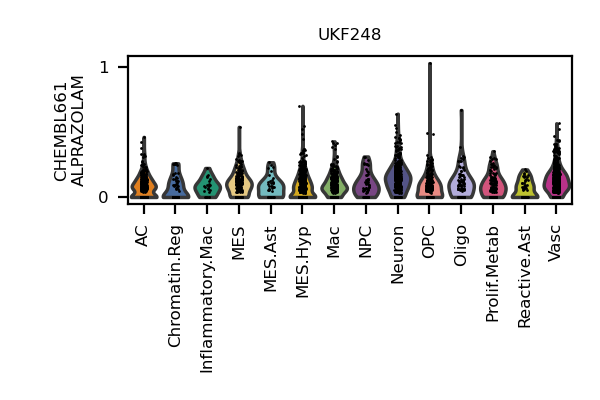 UKF248
CHEMBL661
ALPRAZOLAM
1
0
AC
Chromatin.Reg
Inflammatory.Mac
MES
MES.Ast
MES.Hyp
Mac
NPC
Neuron
OPC
Oligo
Prolif.Metab
Reactive.Ast
Vasc